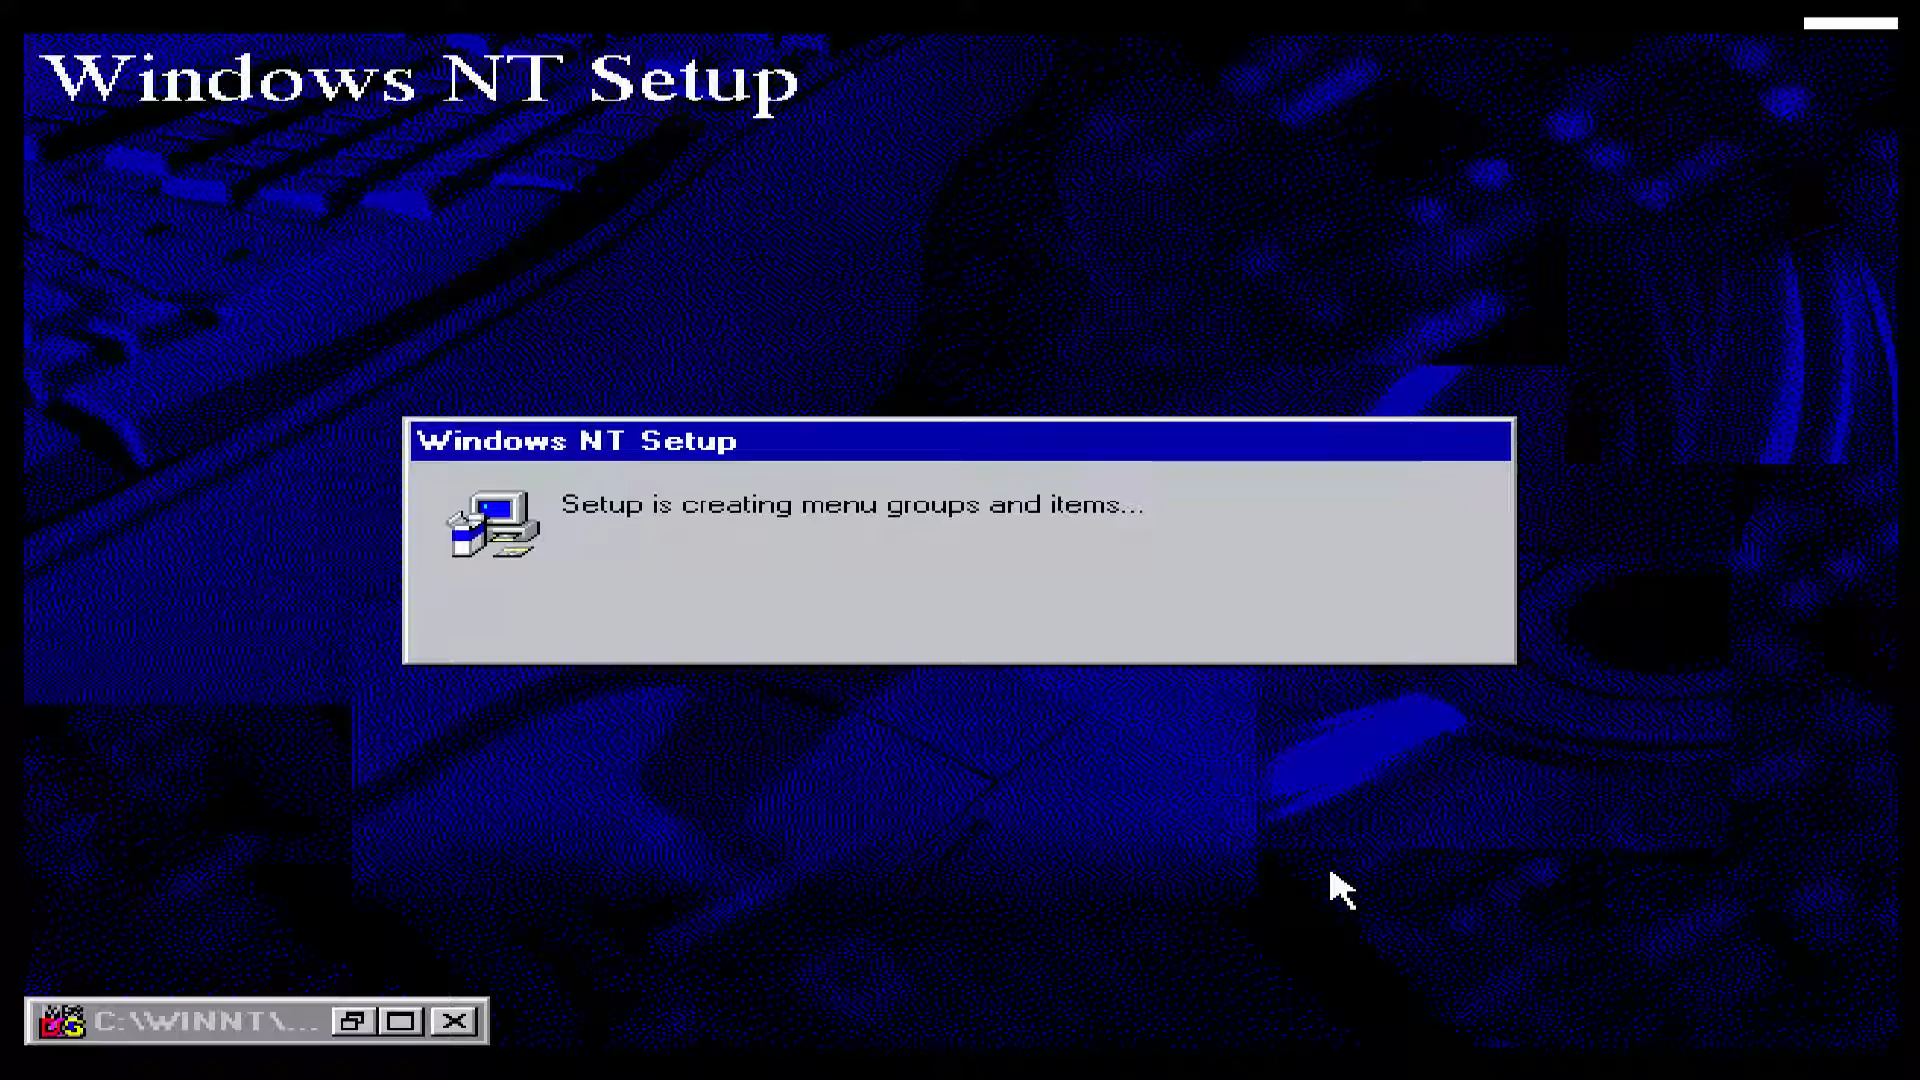 Windows NT Setup
Windows NT Setup
Setup is creating menu groups and items...
C:\WINNT\...